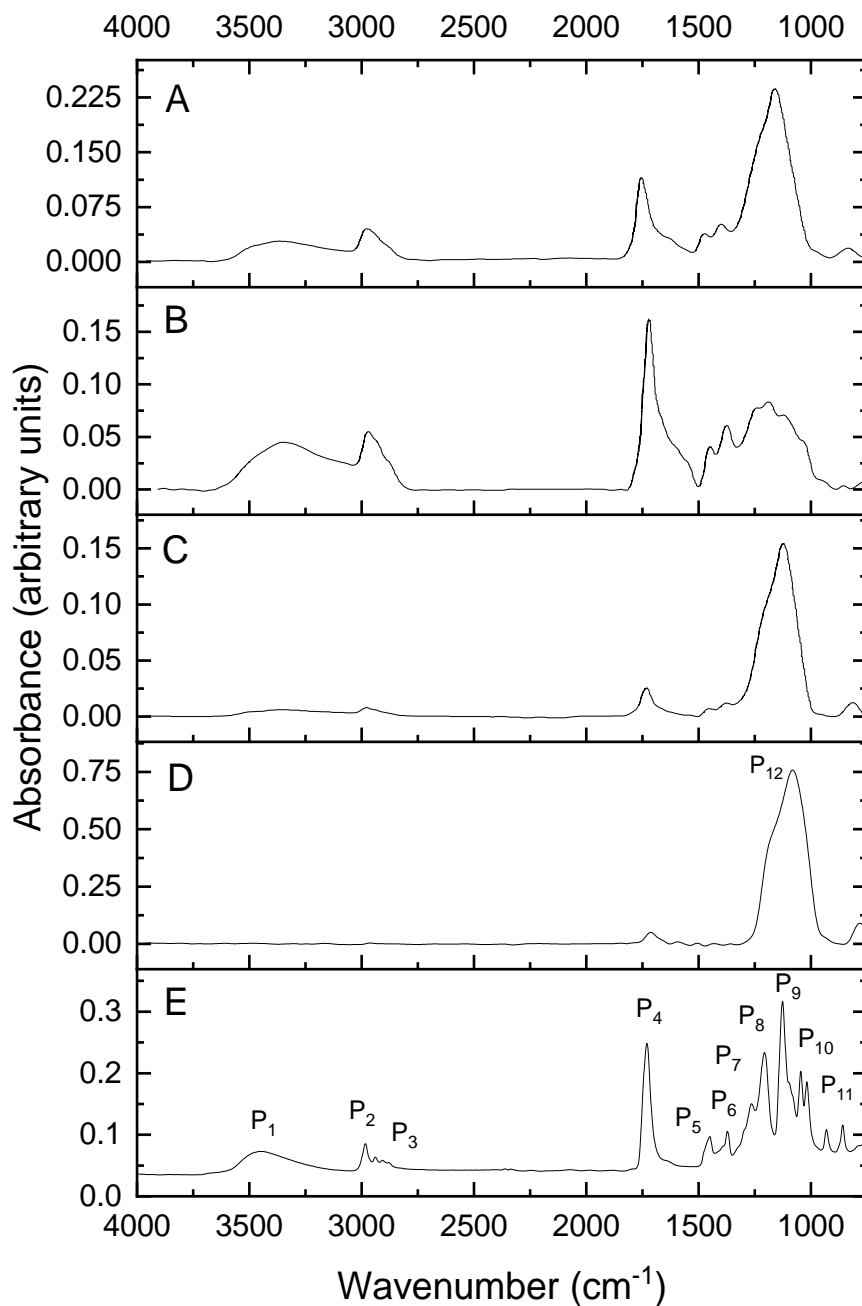 4000 3500 3000 2500 2000 1500 1000
A
0.225
0.150
0.075
0.000
B
0.15
0.10
0.05
0.00
C
0.15
0.10
0.05
0.00
D
P12
0.75
0.50
0.25
0.00
E
P1
P2
P3
P4
P5
P6
P7
P8
P9
P10
P11
0.3
0.2
0.1
0.0
4000 3500 3000 2500 2000 1500 1000
Absorbance (arbitrary units)
Wavenumber (cm-1)